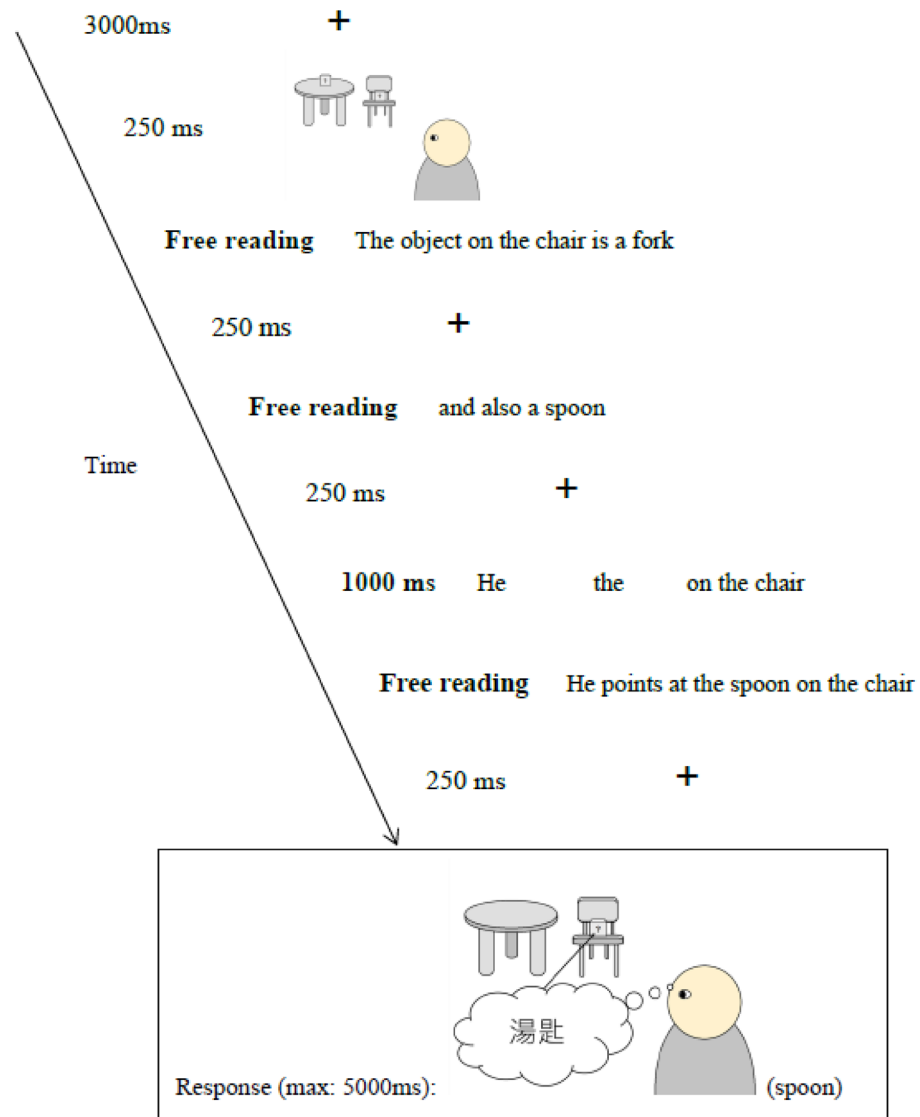 3000ms +
250 ms
Free reading The object on the chair is a fork
250 ms +
Free reading and also a spoon
Time
250 ms +
1000 ms He the on the chair
Free reading He points at the spoon on the chair
250 ms +
?
湯匙
Response (max: 5000ms): (spoon)